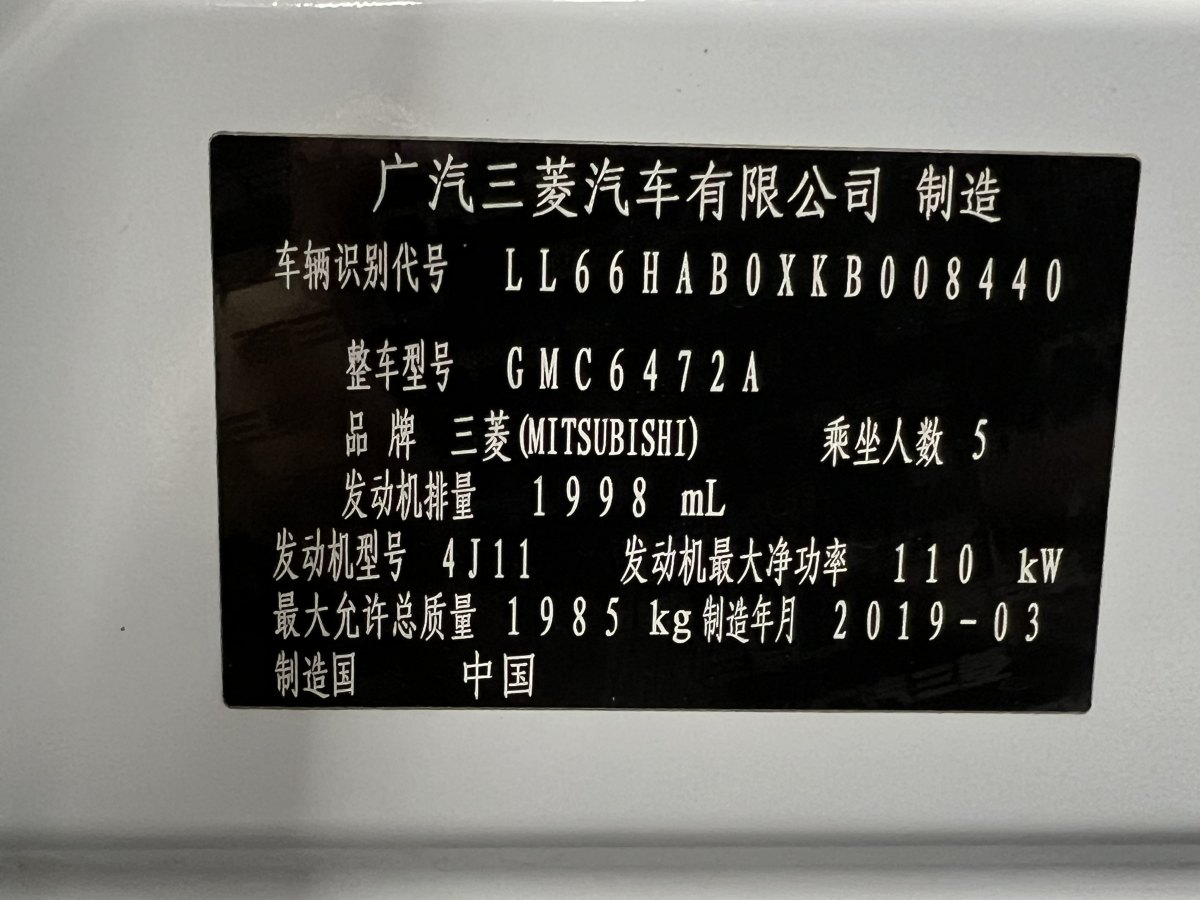 广汽三菱汽车有限公司 制造
车辆识别代号 LL66HAB0XKB008440
整车型号 GMC6472A
品牌 三菱(MITSUBISHI) 乘坐人数 5
发动机排量 1998 mL
发动机型号 4J11 发动机最大净功率 110 kW
最大允许总质量 1985 kg 制造年月 2019-03
制造国 中国